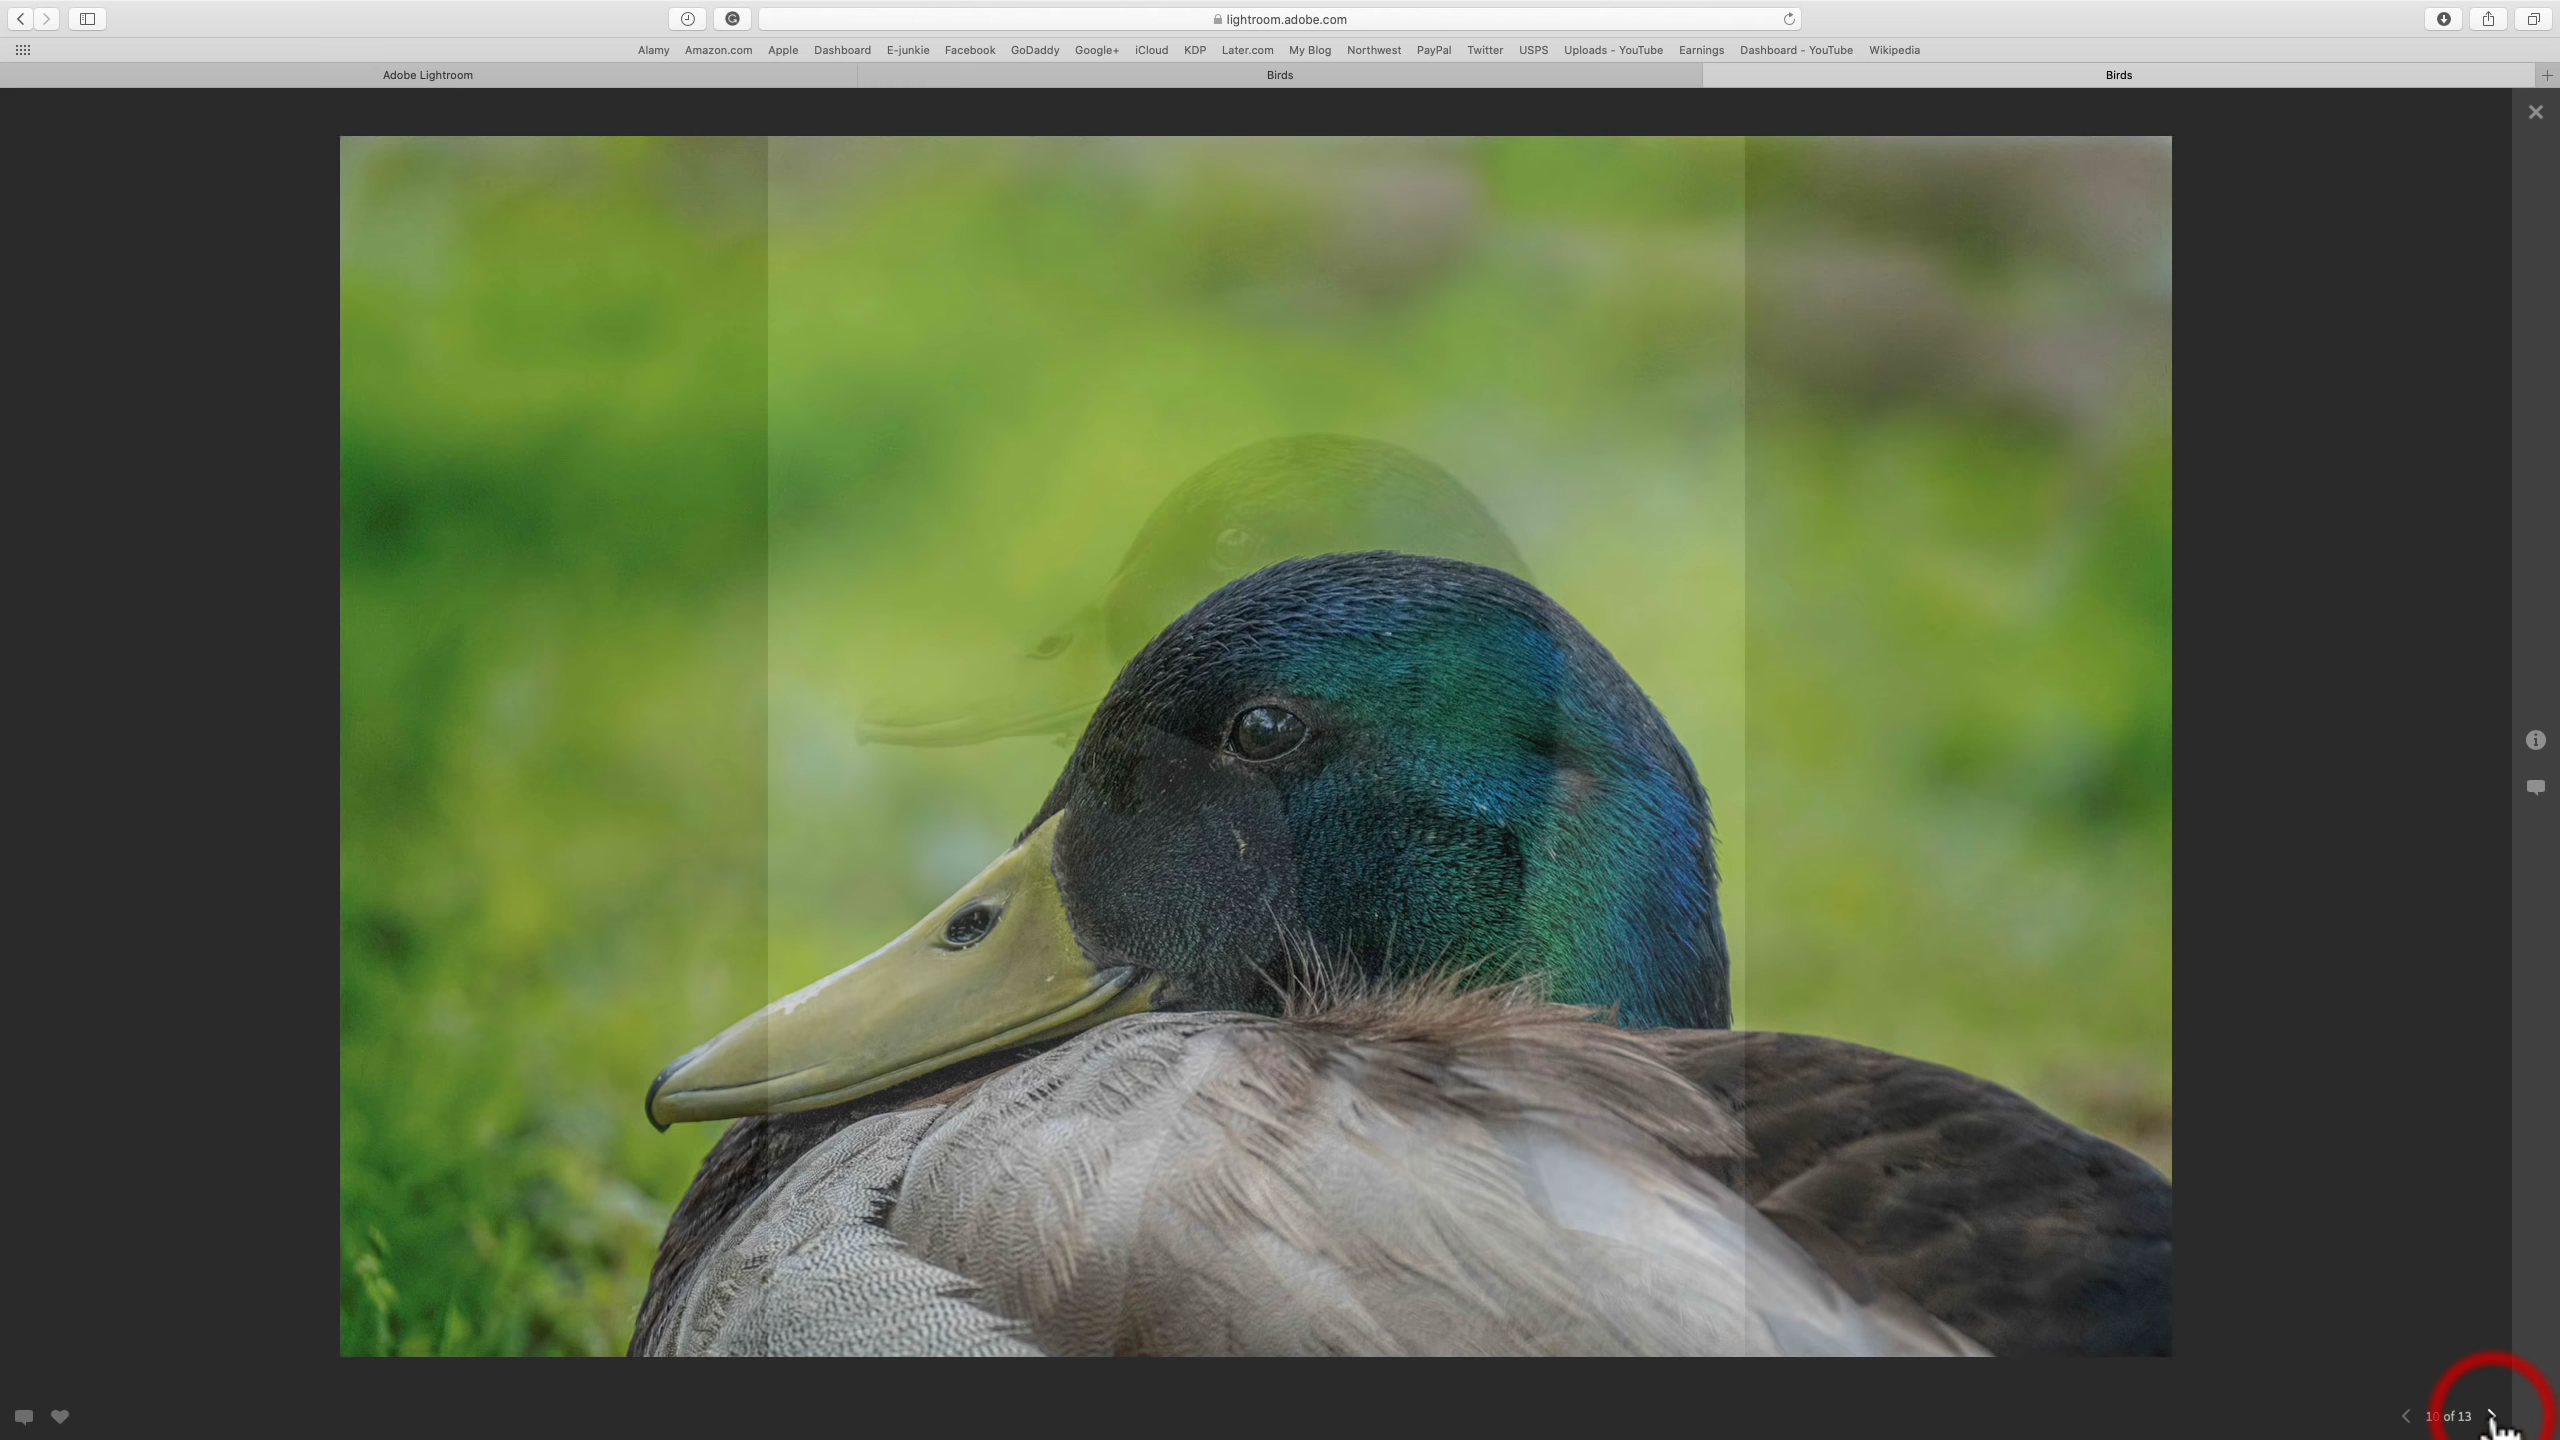 lightroom.adobe.com
Alamy Amazon.com Apple Dashboard E-junkie Facebook GoDaddy Google+ iCloud KDP Later.com My Blog Northwest PayPal Twitter USPS Uploads - YouTube Earnings Dashboard - YouTube Wikipedia
Adobe Lightroom Birds Birds
10 of 13